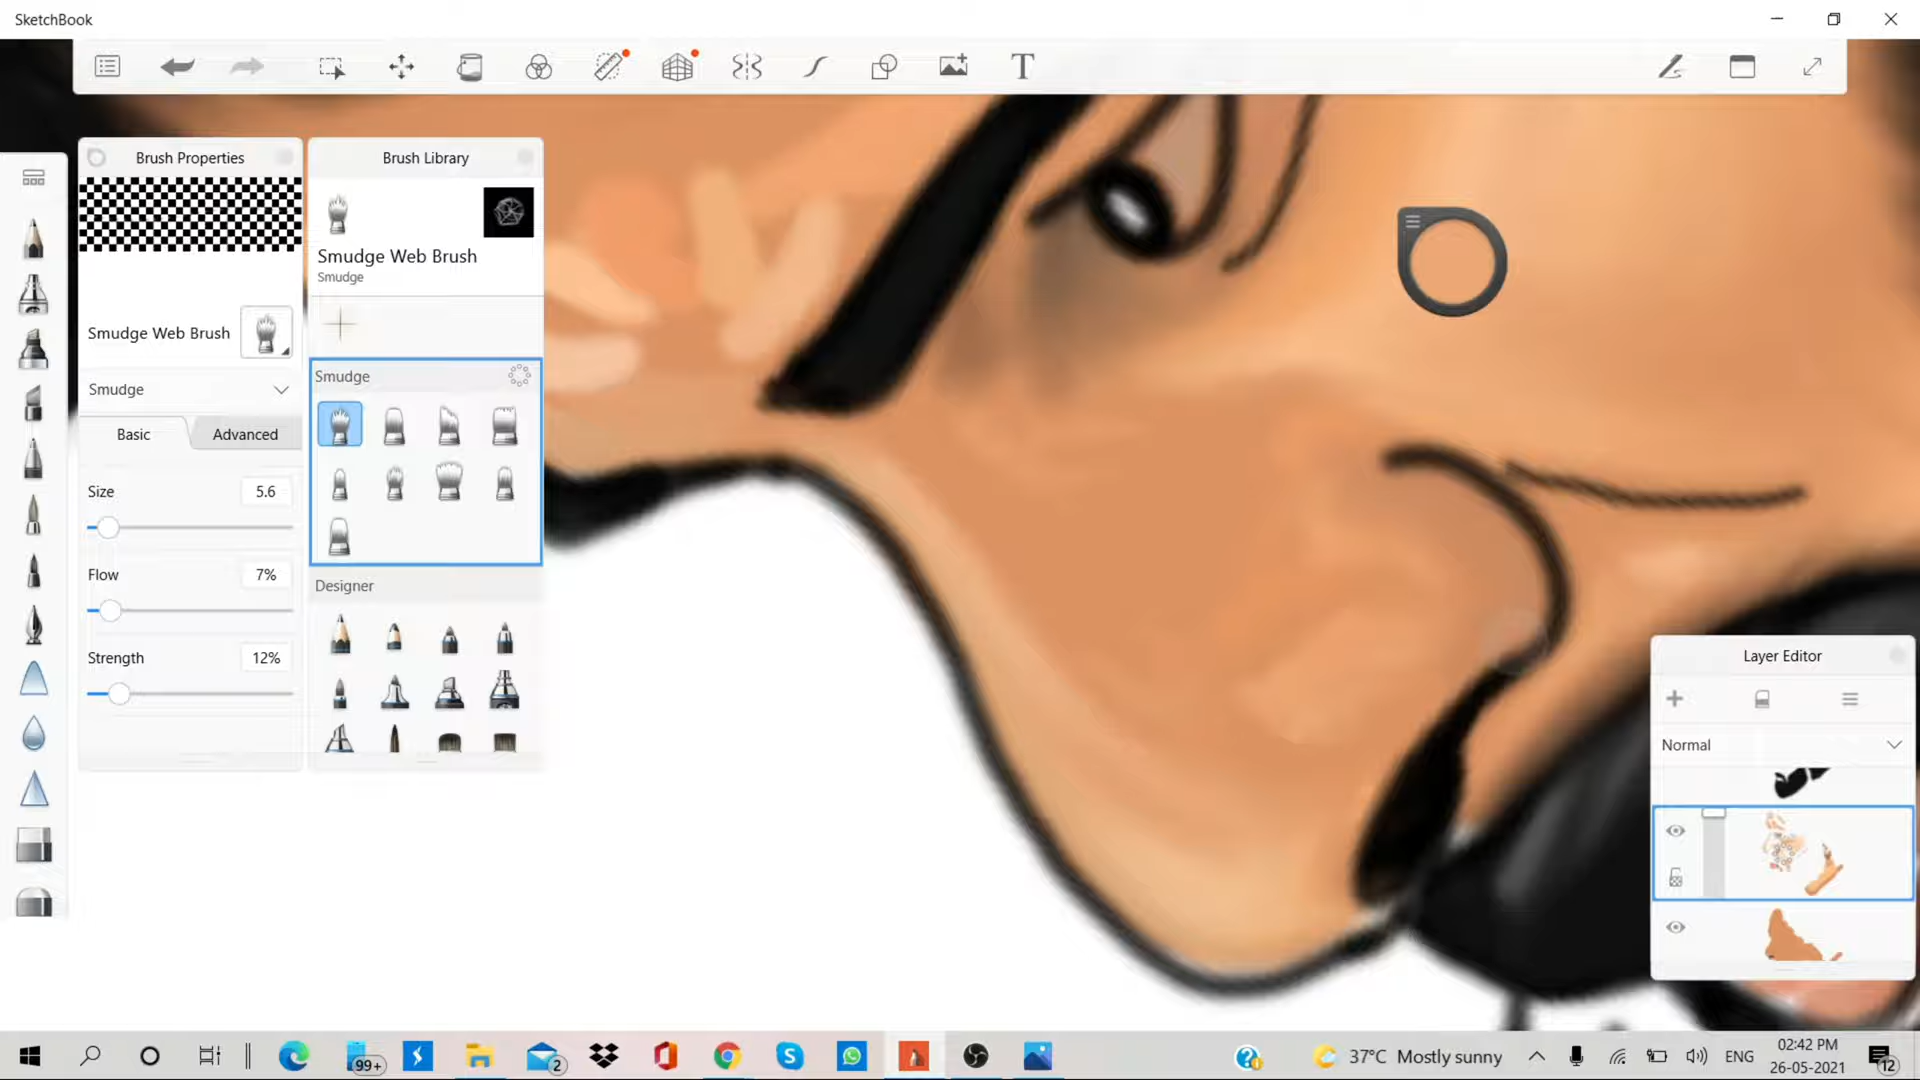 SketchBook
T
Brush Properties
Brush Library
Smudge Web Brush
Smudge
Smudge Web Brush
Smudge
Smudge
Basic
Advanced
Size
5.6
Flow
7%
Strength
12%
Designer
Layer Editor
Normal
99+
2
37°C Mostly sunny
ENG
02:42 PM
26-05-2021
12